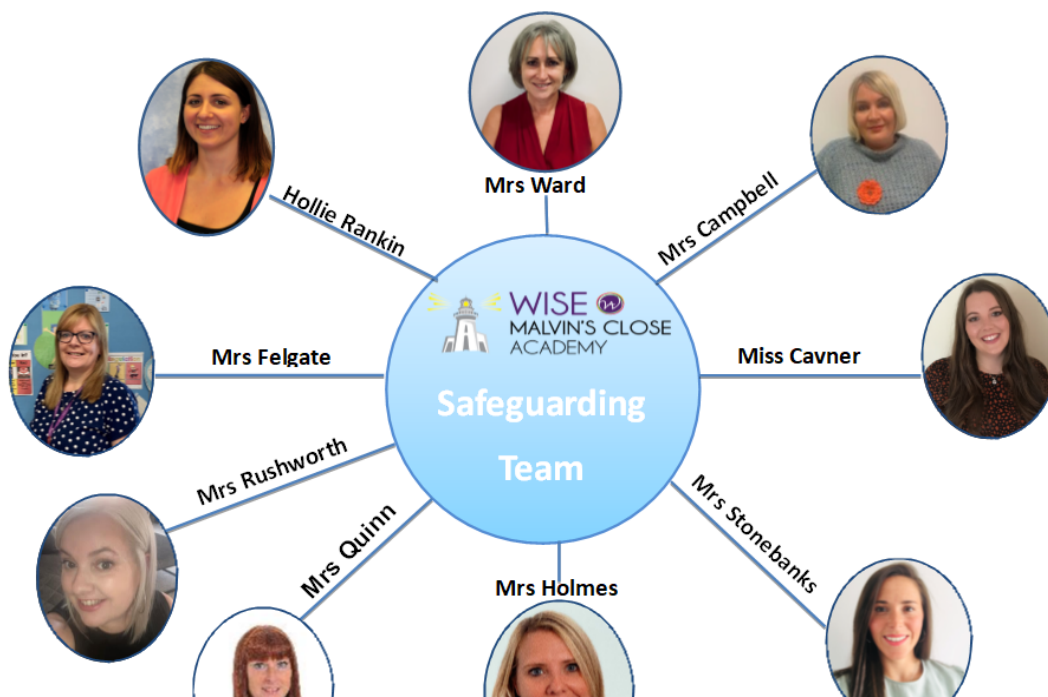 Mrs Ward
Hollie Rankin
Mrs Campbell
WISE
MALVIN'S CLOSE
ACADEMY
Mrs Felgate
Miss Cavner
Safeguarding
Team
Mrs Rushworth
Mrs Quinn
Mrs Stonebanks
Mrs Holmes